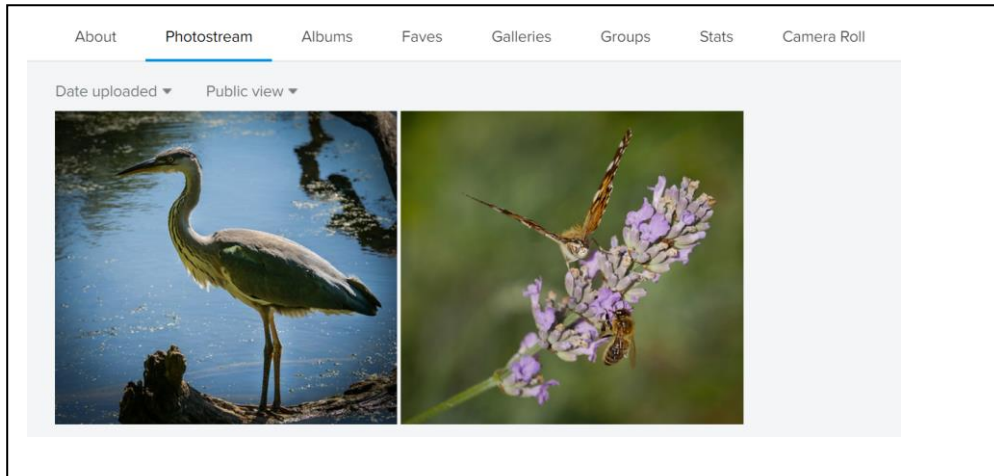 About Photostream Albums Faves Galleries Groups Stats Camera Roll
Date uploaded Public view